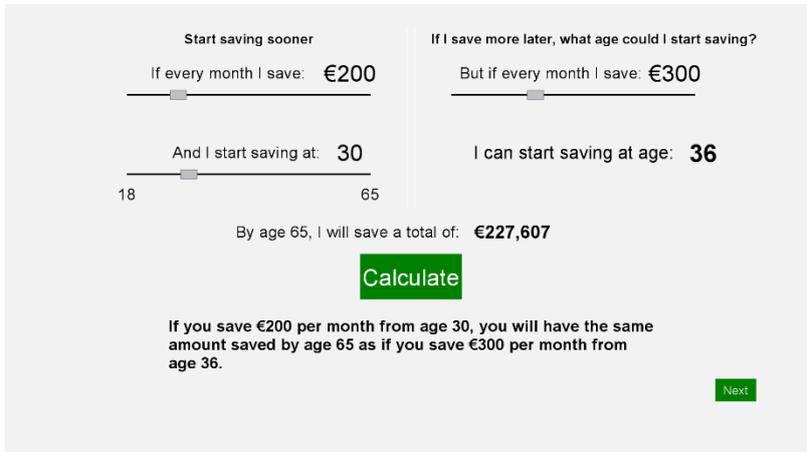 Start saving sooner
If I save more later, what age could I start saving?
If every month I save: €200
But if every month I save: €300
And I start saving at: 30
I can start saving at age: 36
18 65
By age 65, I will save a total of: €227,607
Calculate
If you save €200 per month from age 30, you will have the same
amount saved by age 65 as if you save €300 per month from
age 36.
Next